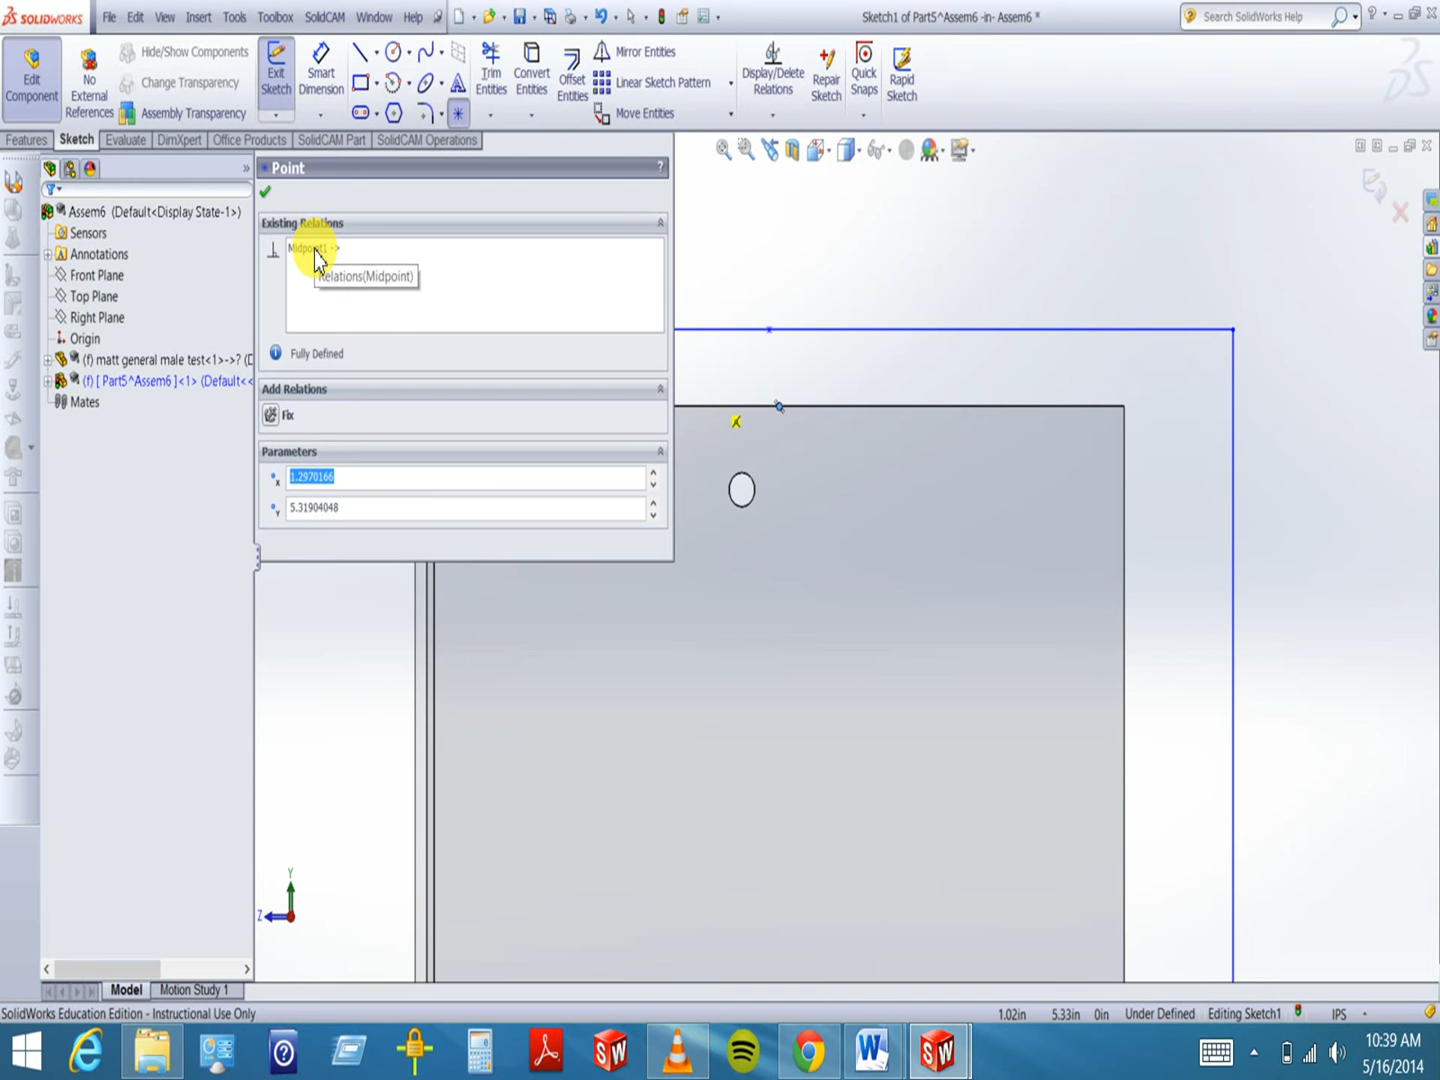 SOLIDWORKS File Edit View Insert Tools Toolbox SolidCAM Window Help
Sketch1 of Part5^Assem6 -in- Assem6 *
Search SolidWorks Help
Edit Component
No External References
Hide/Show Components
Change Transparency
Assembly Transparency
Exit Sketch
Smart Dimension
Trim Entities
Convert Entities
Offset Entities
Mirror Entities
Linear Sketch Pattern
Move Entities
Display/Delete Relations
Repair Sketch
Quick Snaps
Rapid Sketch
Features Sketch Evaluate DimXpert Office Products SolidCAM Part SolidCAM Operations
Point ?
Existing Relations
Midpoint1 ->
Relations(Midpoint)
Fully Defined
Add Relations
Fix
Parameters
x 1.2970166
Y 5.31904048
Assem6 (Default<Display State-1>)
Sensors
Annotations
Front Plane
Top Plane
Right Plane
Origin
(f) matt general male test<1>->? (D
(f) [ Part5^Assem6 ]<1> (Default<<
Mates
Y
Z
Model Motion Study 1
SolidWorks Education Edition - Instructional Use Only
1.02in 5.33in 0in Under Defined Editing Sketch1 IPS
10:39 AM
5/16/2014